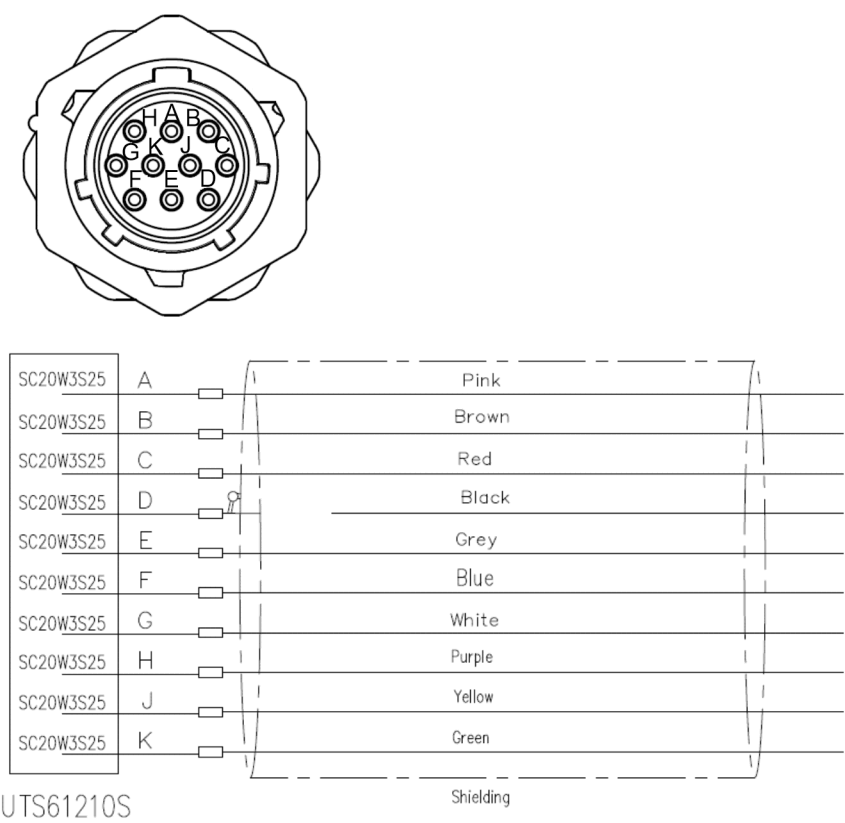 H A B
G K J C
F E D
SC20W3S25 A Pink
SC20W3S25 B Brown
SC20W3S25 C Red
SC20W3S25 D Black
SC20W3S25 E Grey
SC20W3S25 F Blue
SC20W3S25 G White
SC20W3S25 H Purple
SC20W3S25 J Yellow
SC20W3S25 K Green
Shielding
UTS61210S